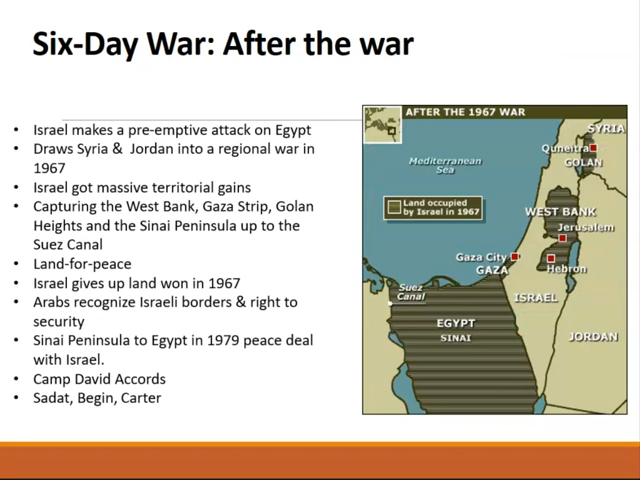 Six-Day War: After the war
• Israel makes a pre-emptive attack on Egypt
• Draws Syria & Jordan into a regional war in
1967
• Israel got massive territorial gains
• Capturing the West Bank, Gaza Strip, Golan
Heights and the Sinai Peninsula up to the
Suez Canal
• Land-for-peace
• Israel gives up land won in 1967
• Arabs recognize Israeli borders & right to
security
• Sinai Peninsula to Egypt in 1979 peace deal
with Israel.
• Camp David Accords
• Sadat, Begin, Carter
AFTER THE 1967 WAR
SYRIA
Quneitra
GOLAN
Mediterranean
Sea
Land occupied
by Israel in 1967
WEST BANK
Jerusalem
Gaza City
GAZA
Hebron
Suez
Canal
ISRAEL
EGYPT
SINAI
JORDAN